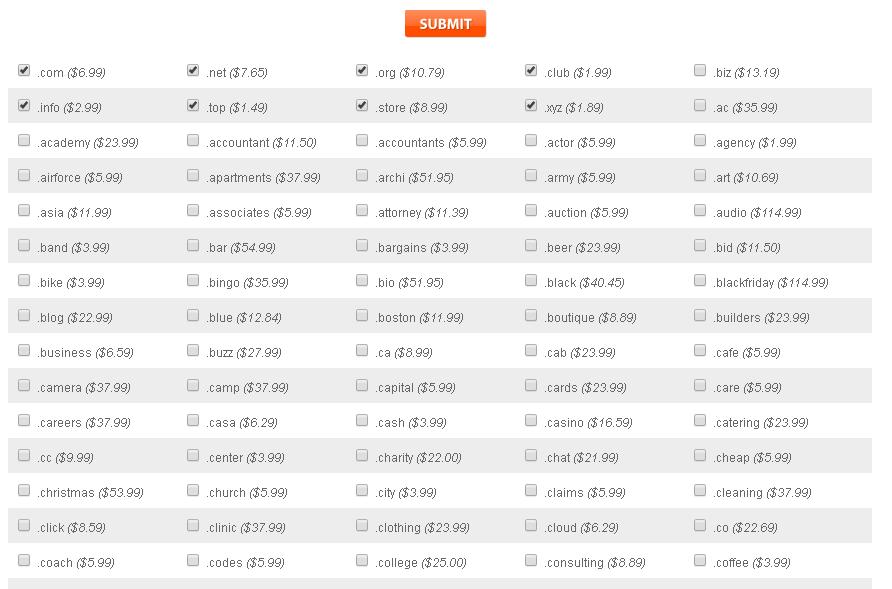 SUBMIT
.com ($6.99) .net ($7.65) .org ($10.79) .club ($1.99) .biz ($13.19)
.info ($2.99) .top ($1.49) .store ($8.99) .xyz ($1.89) .ac ($35.99)
.academy ($23.99) .accountant ($11.50) .accountants ($5.99) .actor ($5.99) .agency ($1.99)
.airforce ($5.99) .apartments ($37.99) .archi ($51.95) .army ($5.99) .art ($10.69)
.asia ($11.99) .associates ($5.99) .attorney ($11.39) .auction ($5.99) .audio ($114.99)
.band ($3.99) .bar ($54.99) .bargains ($3.99) .beer ($23.99) .bid ($11.50)
.bike ($3.99) .bingo ($35.99) .bio ($51.95) .black ($40.45) .blackfriday ($114.99)
.blog ($22.99) .blue ($12.84) .boston ($11.99) .boutique ($8.89) .builders ($23.99)
.business ($6.59) .buzz ($27.99) .ca ($8.99) .cab ($23.99) .cafe ($5.99)
.camera ($37.99) .camp ($37.99) .capital ($5.99) .cards ($23.99) .care ($5.99)
.careers ($37.99) .casa ($6.29) .cash ($3.99) .casino ($16.59) .catering ($23.99)
.cc ($9.99) .center ($3.99) .charity ($22.00) .chat ($21.99) .cheap ($5.99)
.christmas ($53.99) .church ($5.99) .city ($3.99) .claims ($5.99) .cleaning ($37.99)
.click ($8.59) .clinic ($37.99) .clothing ($23.99) .cloud ($6.29) .co ($22.69)
.coach ($5.99) .codes ($5.99) .college ($25.00) .consulting ($8.89) .coffee ($3.99)